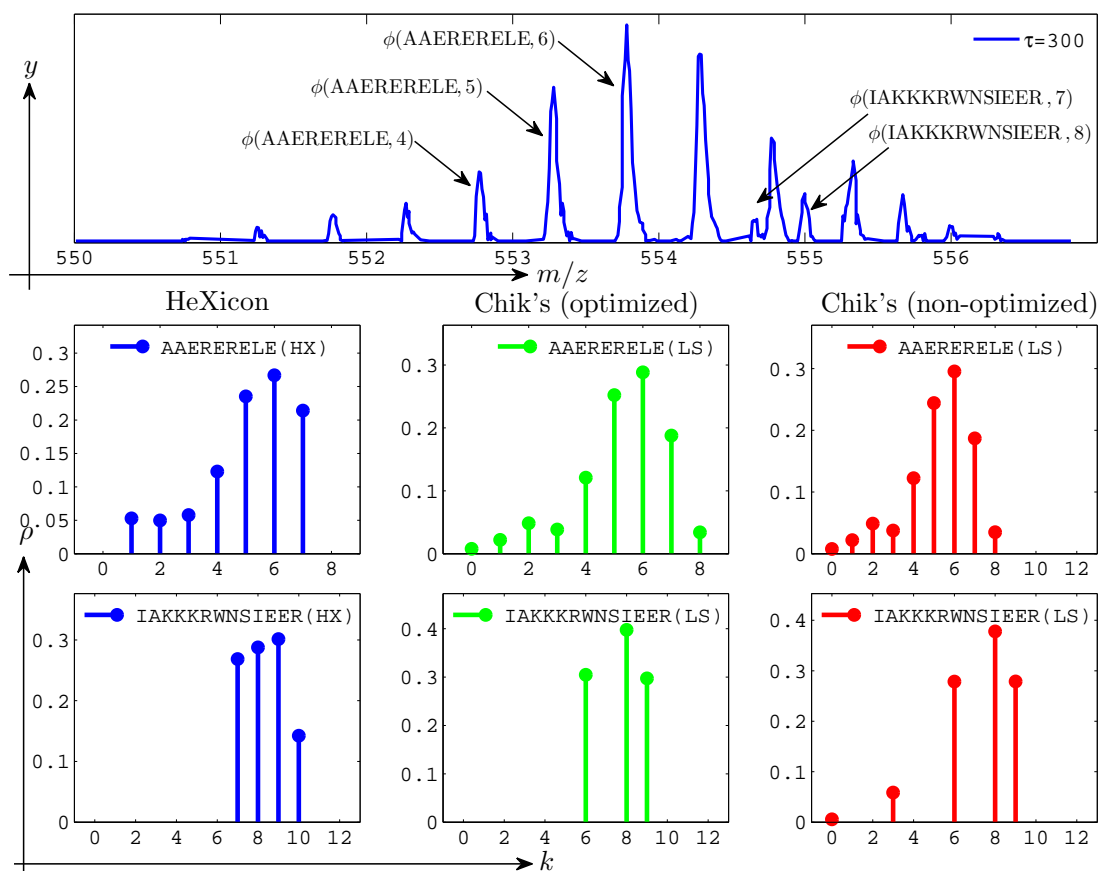 y
ϕ(AAERERELE, 6)
ϕ(AAERERELE, 5)
ϕ(AAERERELE, 4)
ϕ(IAKKKRWNSIEER , 7)
ϕ(IAKKKRWNSIEER , 8)
τ=300
550 551 552 553 554 555 556
m/z
HeXicon
Chik's (optimized)
Chik's (non-optimized)
AAERERELE(HX)
0.3
0.25
0.2
0.15
0.1
0.05
0
0 2 4 6 8
AAERERELE(LS)
0.3
0.2
0.1
0
0 2 4 6 8
AAERERELE(LS)
0.3
0.2
0.1
0
0 2 4 6 8 10 12
ρ
IAKKKRWNSIEER(HX)
0.3
0.2
0.1
0
0 2 4 6 8 10 12
IAKKKRWNSIEER(LS)
0.4
0.3
0.2
0.1
0
0 2 4 6 8 10 12
IAKKKRWNSIEER(LS)
0.4
0.3
0.2
0.1
0
0 2 4 6 8 10 12
k